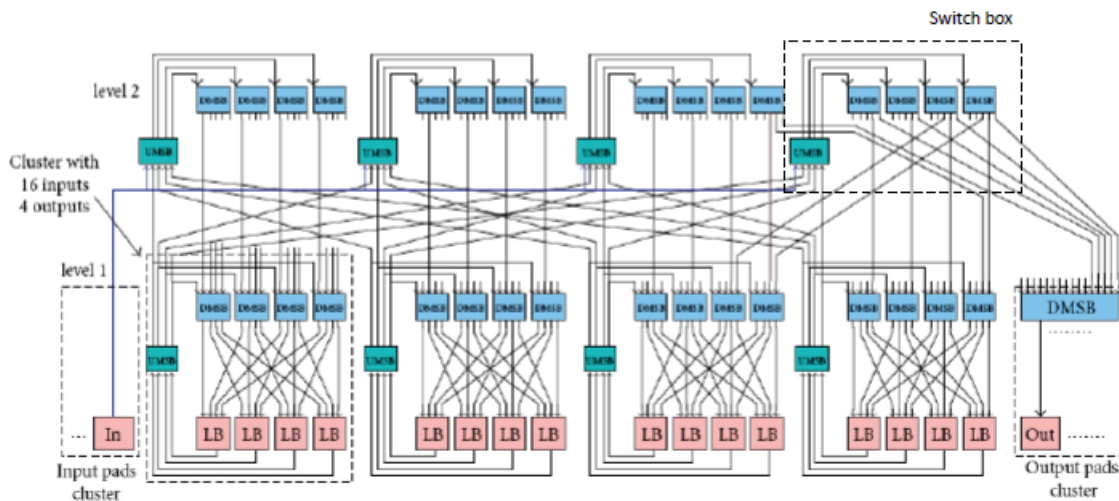 Switch box
level 2
DMSB DMSB DMSB DMSB DMSB DMSB DMSB DMSB DMSB DMSB DMSB DMSB DMSB DMSB DMSB DMSB
UMSB UMSB UMSB UMSB
Cluster with
16 inputs
4 outputs
level 1
DMSB DMSB DMSB DMSB DMSB DMSB DMSB DMSB DMSB DMSB DMSB DMSB DMSB DMSB DMSB DMSB DMSB
UMSB UMSB UMSB UMSB
... In LB LB LB LB LB LB LB LB LB LB LB LB LB LB LB LB Out
Input pads
cluster
Output pads
cluster